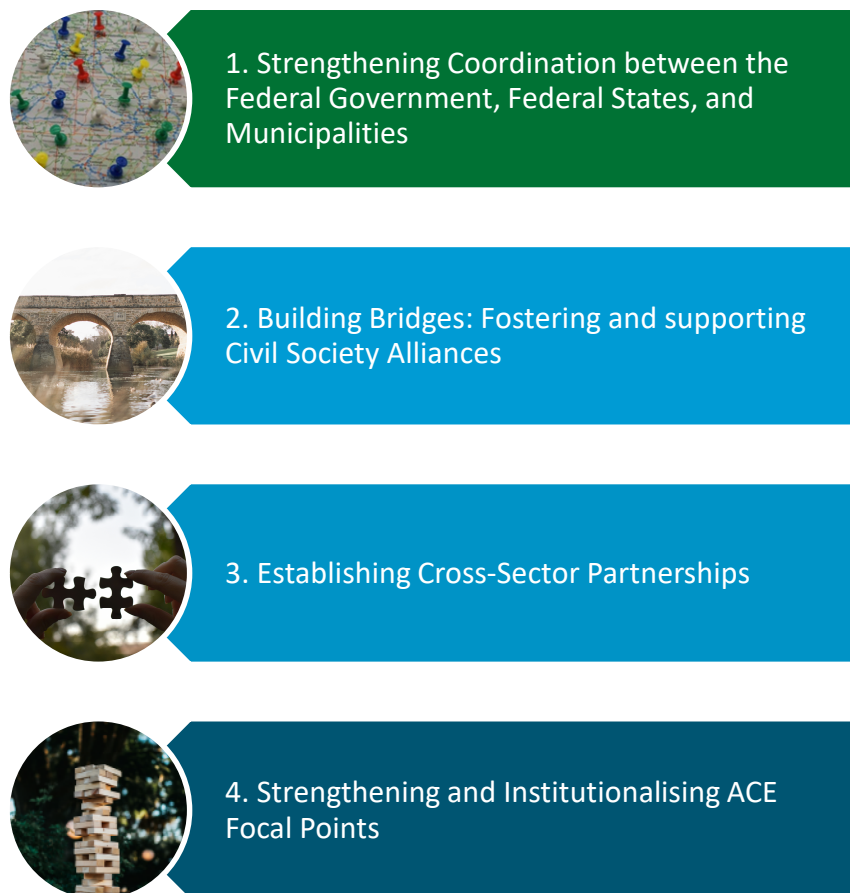 1. Strengthening Coordination between the
Federal Government, Federal States, and
Municipalities
2. Building Bridges: Fostering and supporting
Civil Society Alliances
3. Establishing Cross-Sector Partnerships
4. Strengthening and Institutionalising ACE
Focal Points